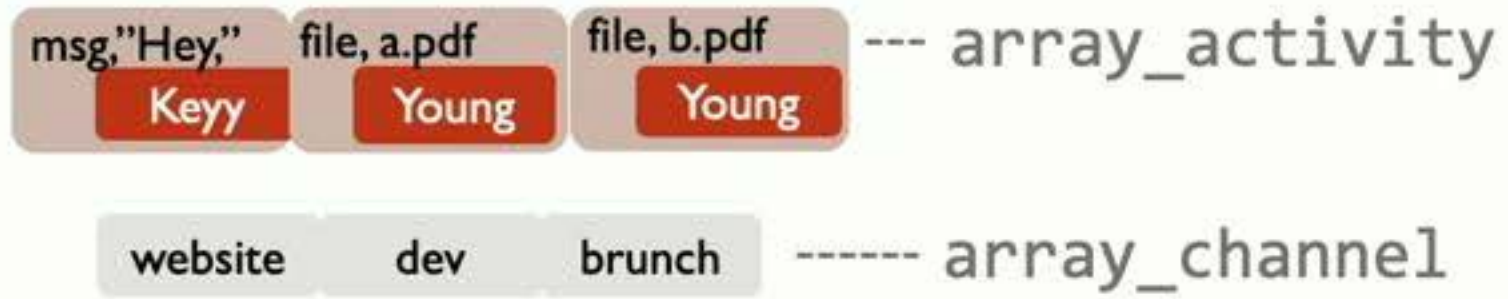 msg,”Hey,” file, a.pdf file, b.pdf --- array_activity
Keyy Young Young
website dev brunch ------ array_channel